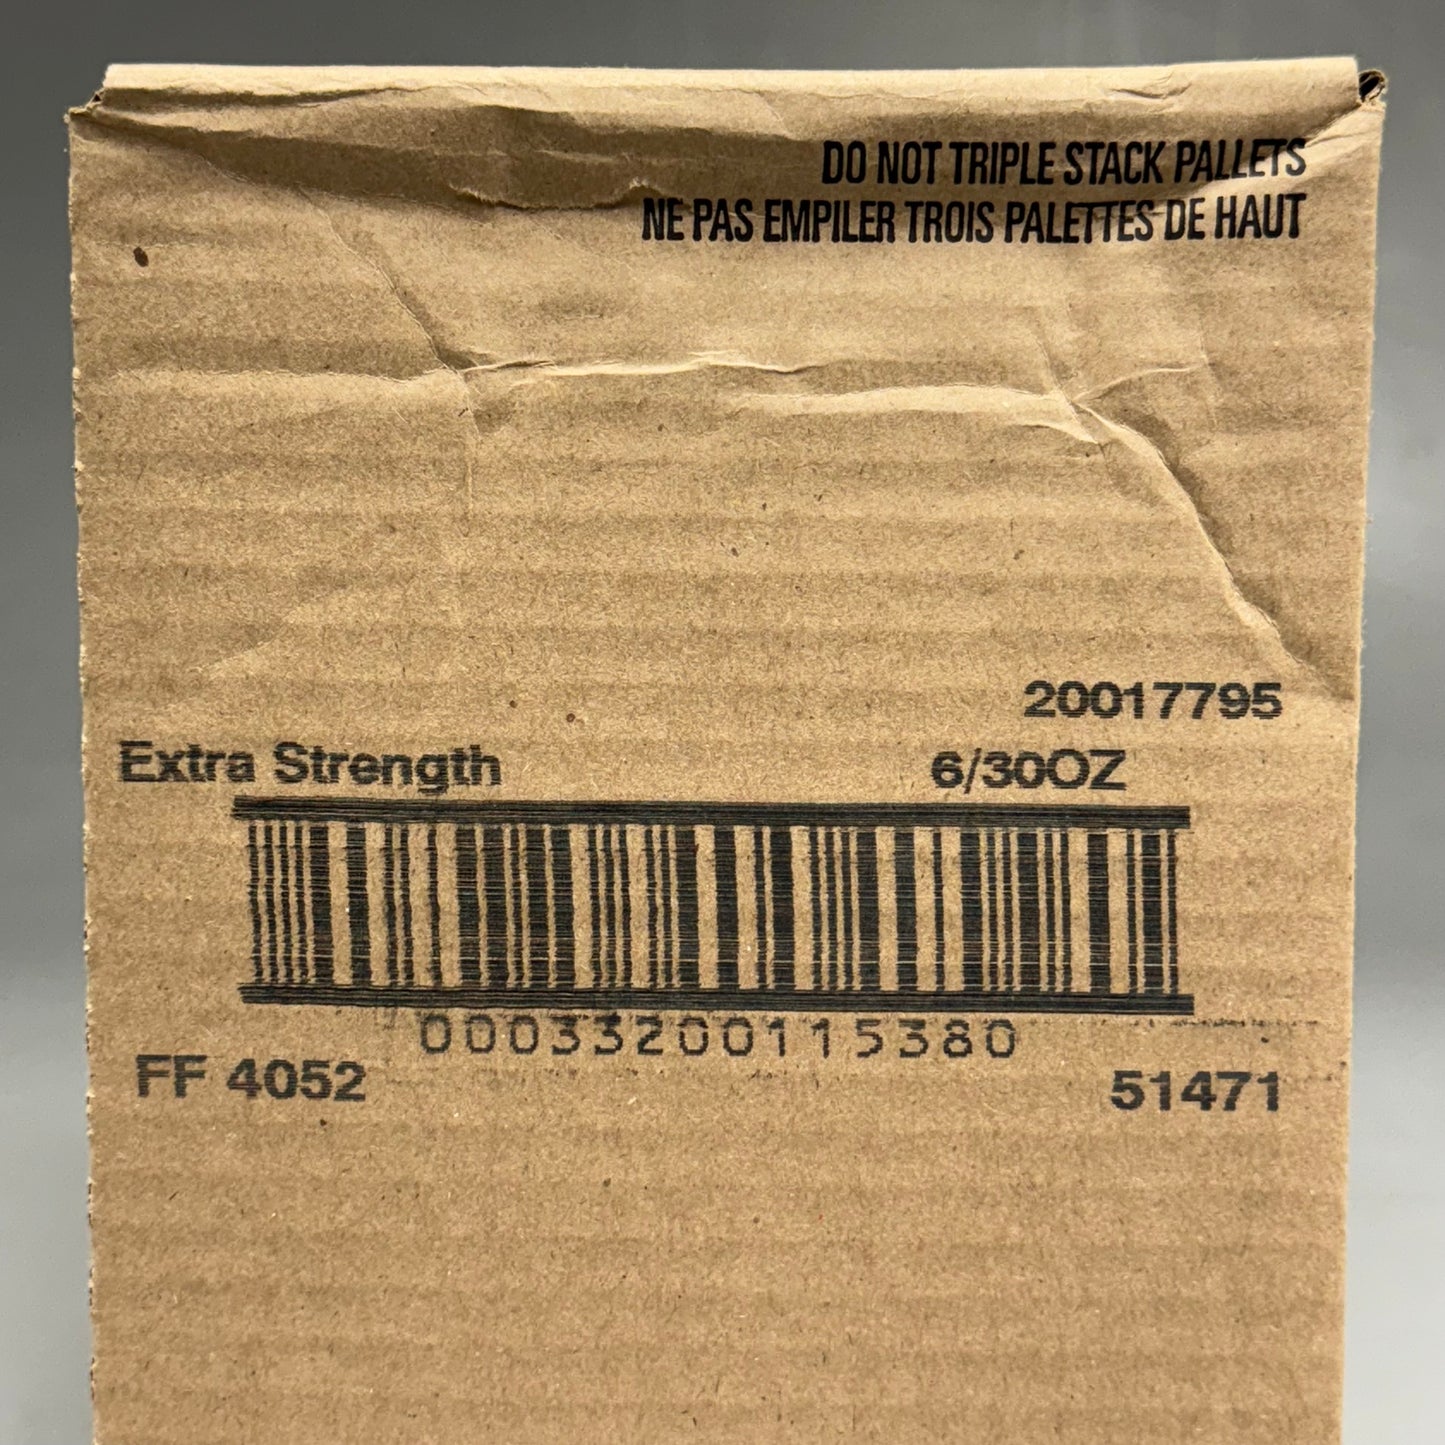 DO NOT TRIPLE STACK PALLETS
NE PAS EMPILER TROIS PALETTES DE HAUT
20017795
Extra Strength 6/30OZ
00033200115380
FF 4052 51471